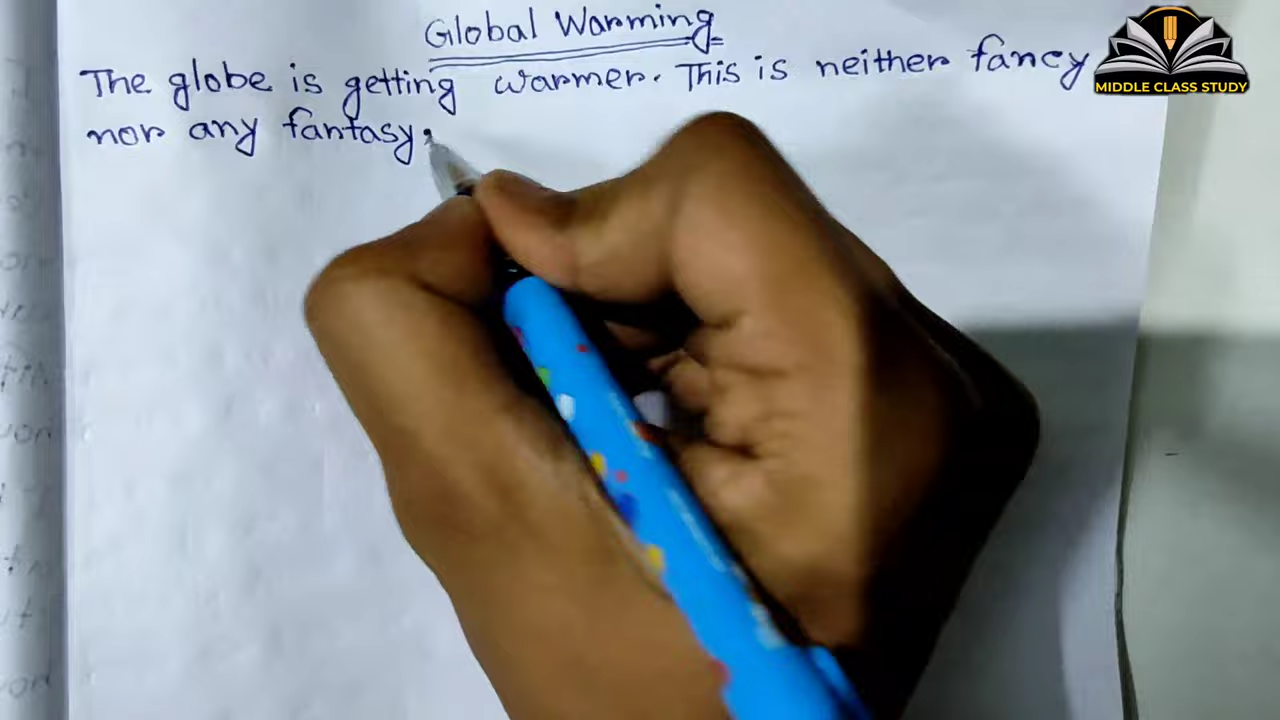 Global Warming
The globe is getting warmer. This is neither fancy
nor any fantasy.
MIDDLE CLASS STUDY